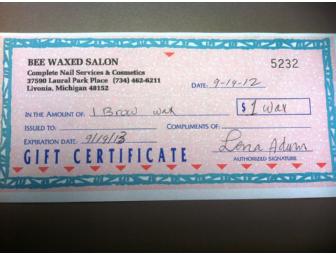 BEE WAXED SALON
5232
Complete Nail Services & Cosmetics
37590 Laurel Park Place (734) 462-6211
Livonia, Michigan 48152
DATE: 9-19-12
IN THE AMOUNT OF: 1 Brow wax
$ 1 wax
ISSUED TO:
COMPLIMENTS OF:
EXPIRATION DATE: 9/19/13
Lena Adams
GIFT CERTIFICATE
AUTHORIZED SIGNATURE